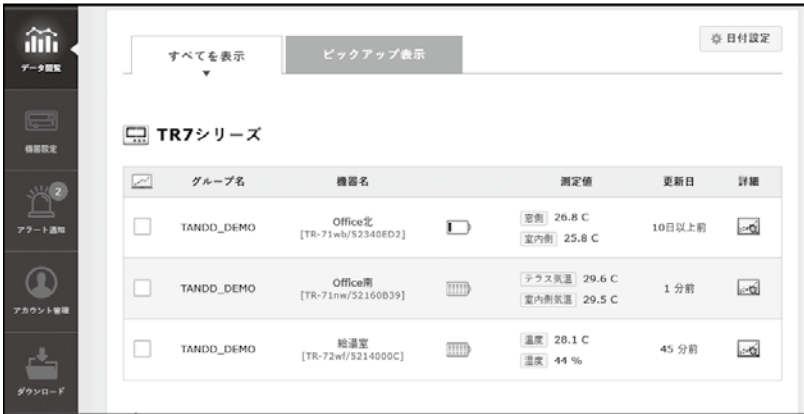 データ閲覧
機器設定
2
アラート通知
アカウント管理
ダウンロード
日付設定
すべてを表示
ピックアップ表示
TR7シリーズ
グループ名 機器名 測定値 更新日 詳細
TANDD_DEMO Office北 [TR-71wb/52340ED2] 窓側 26.8 C 室内側 25.8 C 10日以上前
TANDD_DEMO Office南 [TR-71nw/52160B39] テラス気温 29.6 C 室内側気温 29.5 C 1 分前
TANDD_DEMO 給湯室 [TR-72wf/5214000C] 温度 28.1 C 湿度 44 % 45 分前